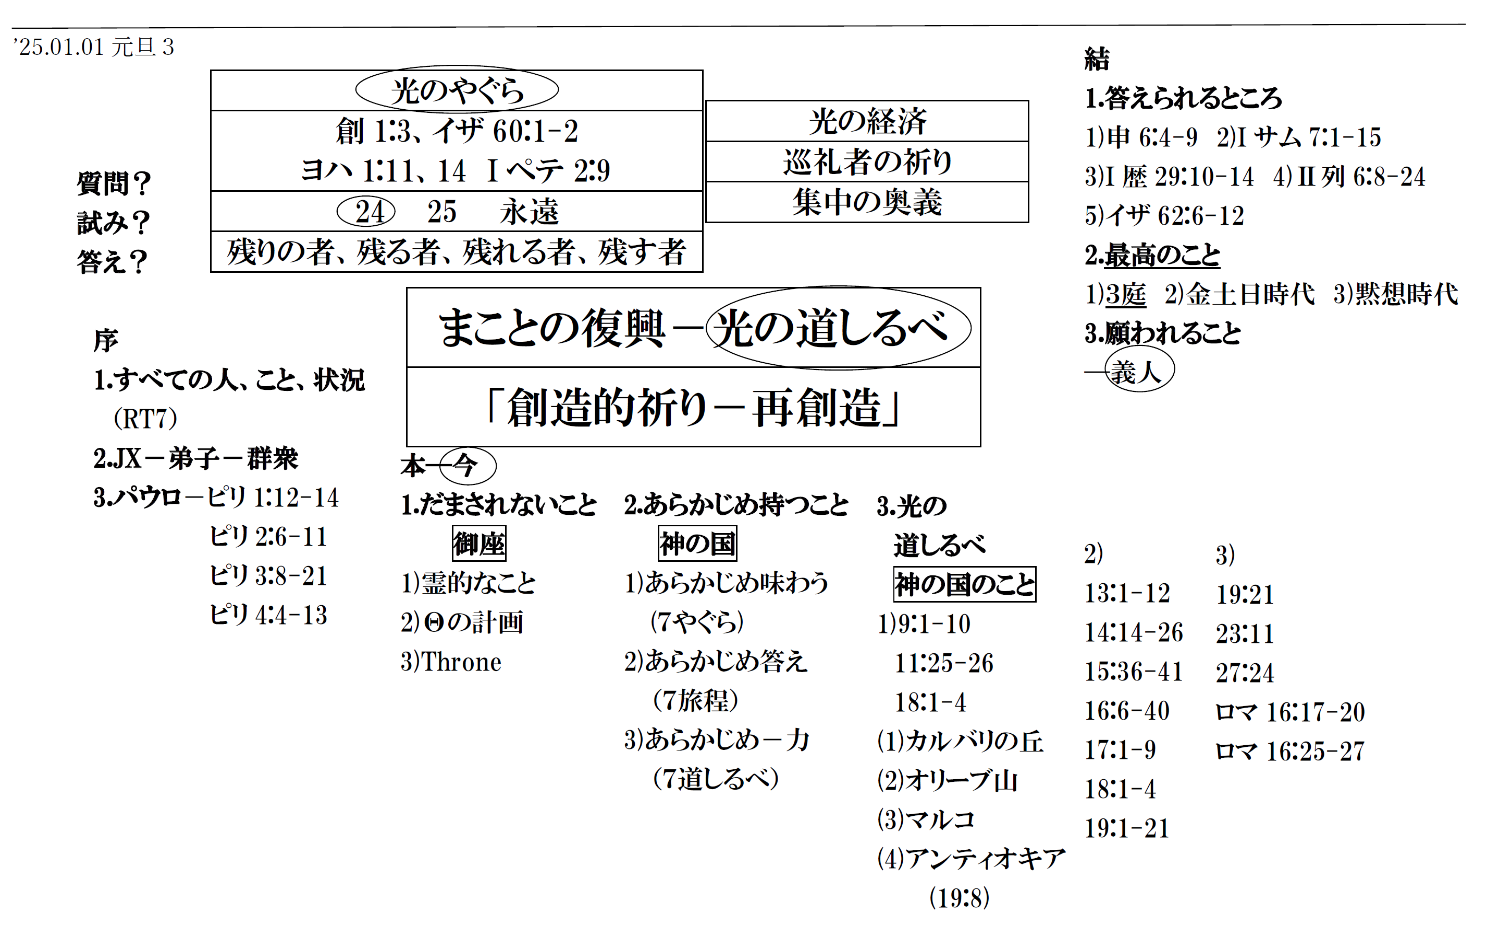 ’25.01.01 元旦 3
光のやぐら
創 1:3、イザ 60:1-2
ヨハ 1:11、14 Ⅰペテ 2:9
24 25 永遠
残りの者、残る者、残れる者、残す者
光の経済
巡礼者の祈り
集中の奥義
質問？
試み？
答え？
まことの復興－光の道しるべ
「創造的祈り－再創造」
序
1.すべての人、こと、状況
(RT7)
2.JX－弟子－群衆
3.パウロ－ピリ 1:12-14
ピリ 2:6-11
ピリ 3:8-21
ピリ 4:4-13
本―今
1.だまされないこと
御座
1)霊的なこと
2)Θの計画
3)Throne
2.あらかじめ持つこと
神の国
1)あらかじめ味わう
(7やぐら)
2)あらかじめ答え
(7旅程)
3)あらかじめ－力
(7道しるべ)
3.光の
道しるべ
神の国のこと
1)9:1-10
11:25-26
18:1-4
(1)カルバリの丘
(2)オリーブ山
(3)マルコ
(4)アンティオキア
(19:8)
2)
13:1-12
14:14-26
15:36-41
16:6-40
17:1-9
18:1-4
19:1-21
3)
19:21
23:11
27:24
ロマ 16:17-20
ロマ 16:25-27
結
1.答えられるところ
1)申 6:4-9 2)Ⅰサム 7:1-15
3)Ⅰ歴 29:10-14 4)Ⅱ列 6:8-24
5)イザ 62:6-12
2.最高のこと
1)3庭 2)金土日時代 3)黙想時代
3.願われること
―義人